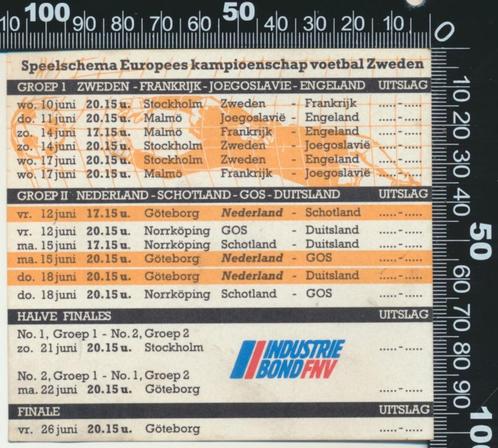 110 100 90 80 70 60 50 40 30 20 10 0
Speelschema Europees kampioenschap voetbal Zweden
GROEP 1 ZWEDEN - FRANKRIJK - JOEGOSLAVIE - ENGELAND UITSLAG
wo. 10 juni 20.15 u. Stockholm Zweden - Frankrijk .....-.....
do. 11 juni 20.15 u. Malmö Joegoslavië - Engeland .....-.....
zo. 14 juni 17.15 u. Malmö Frankrijk - Engeland .....-.....
zo. 14 juni 20.15 u. Stockholm Zweden - Joegoslavië .....-.....
wo. 17 juni 20.15 u. Stockholm Zweden - Engeland .....-.....
wo. 17 juni 20.15 u. Malmö Frankrijk - Joegoslavië .....-.....
GROEP II NEDERLAND - SCHOTLAND - GOS - DUITSLAND UITSLAG
vr. 12 juni 17.15 u. Göteborg Nederland - Schotland .....-.....
vr. 12 juni 20.15 u. Norrköping GOS - Duitsland .....-.....
ma. 15 juni 17.15 u. Norrköping Schotland - Duitsland .....-.....
ma. 15 juni 20.15 u. Göteborg Nederland - GOS .....-.....
do. 18 juni 20.15 u. Göteborg Nederland - Duitsland .....-.....
do. 18 juni 20.15 u. Norrköping Schotland - GOS .....-.....
HALVE FINALES UITSLAG
No. 1, Groep 1 - No. 2, Groep 2
zo. 21 juni 20.15 u. Stockholm .....-.....
INDUSTRIE
BOND FNV
No. 2, Groep 1 - No. 1, Groep 2
ma. 22 juni 20.15 u. Göteborg .....-.....
FINALE UITSLAG
vr. 26 juni 20.15 u. Göteborg .....-.....
10 20 30 40 50 60 70 80 90 100